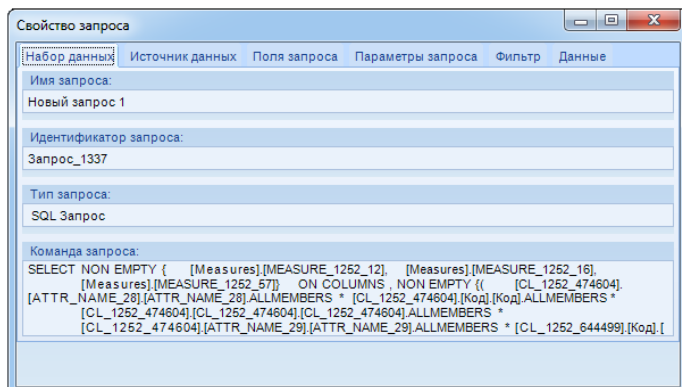 Свойство запроса
Набор данных Источник данных Поля запроса Параметры запроса Фильтр Данные
Имя запроса:
Новый запрос 1
Идентификатор запроса:
Запрос_1337
Тип запроса:
SQL Запрос
Команда запроса:
SELECT NON EMPTY { [Measures].[MEASURE_1252_12], [Measures].[MEASURE_1252_16],
[Measures].[MEASURE_1252_57]} ON COLUMNS , NON EMPTY {( [CL_1252_474604].
[ATTR_NAME_28].[ATTR_NAME_28].ALLMEMBERS * [CL_1252_474604].[Код].[Код].ALLMEMBERS *
[CL_1252_474604].[CL_1252_474604].[CL_1252_474604].ALLMEMBERS *
[CL_1252_474604].[ATTR_NAME_29].[ATTR_NAME_29].ALLMEMBERS * [CL_1252_644499].[Код].[